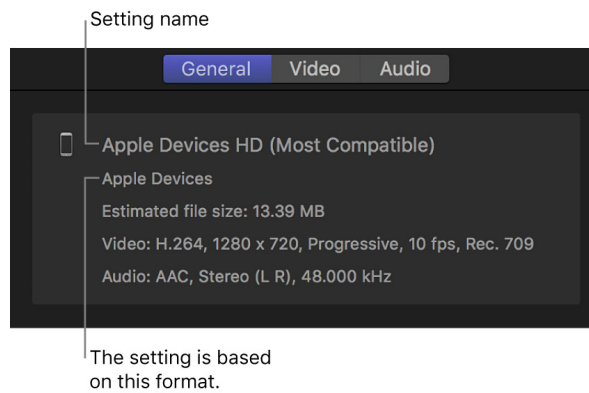 Setting name
General Video Audio
Apple Devices HD (Most Compatible)
Apple Devices
Estimated file size: 13.39 MB
Video: H.264, 1280 x 720, Progressive, 10 fps, Rec. 709
Audio: AAC, Stereo (L R), 48.000 kHz
The setting is based
on this format.